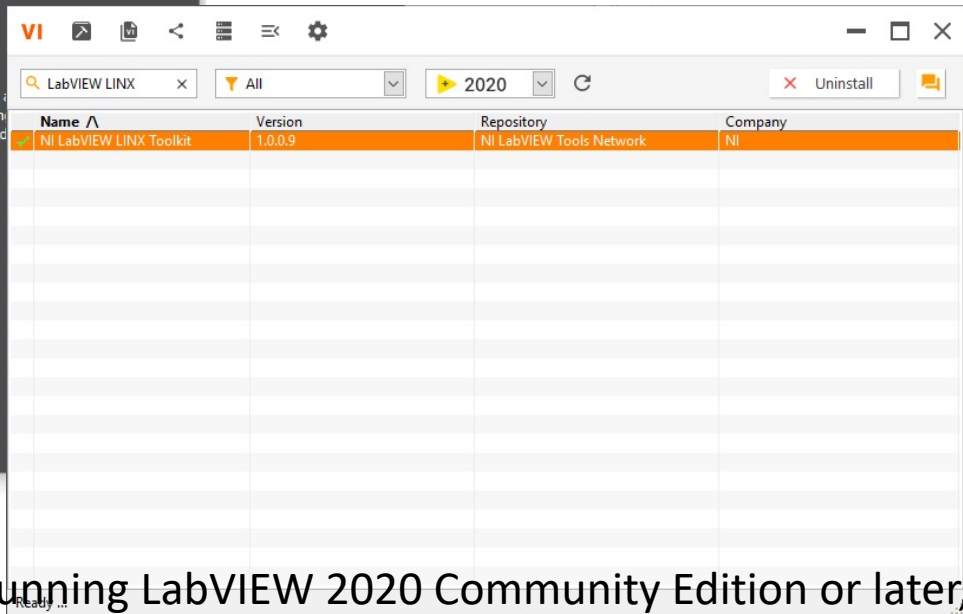 VI
LabVIEW LINX
All
2020
Uninstall
Name
Version
Repository
Company
NI LabVIEW LINX Toolkit
1.0.0.9
NI LabVIEW Tools Network
NI
LabVIEW 2020 Community Edition or later,
Ready ...